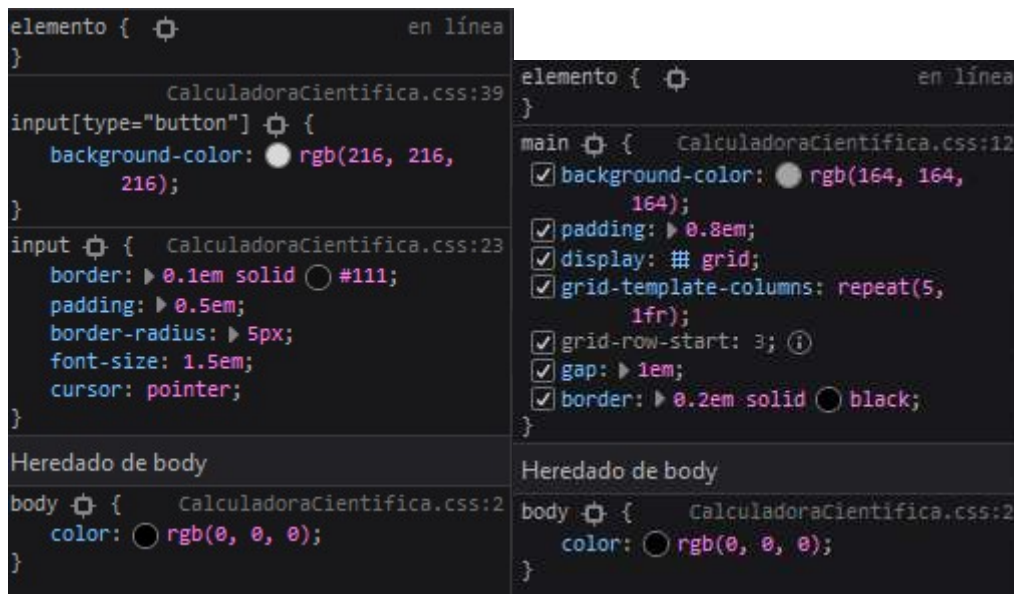 elemento { en línea
}
CalculadoraCientifica.css:39
input[type="button"] {
background-color: rgb(216, 216,
216);
}
input { CalculadoraCientifica.css:23
border: 0.1em solid #111;
padding: 0.5em;
border-radius: 5px;
font-size: 1.5em;
cursor: pointer;
}
Heredado de body
body { CalculadoraCientifica.css:2
color: rgb(0, 0, 0);
}
elemento { en línea
}
main { CalculadoraCientifica.css:12
background-color: rgb(164, 164,
164);
padding: 0.8em;
display: grid;
grid-template-columns: repeat(5,
1fr);
grid-row-start: 3;
gap: 1em;
border: 0.2em solid black;
}
Heredado de body
body { CalculadoraCientifica.css:2
color: rgb(0, 0, 0);
}